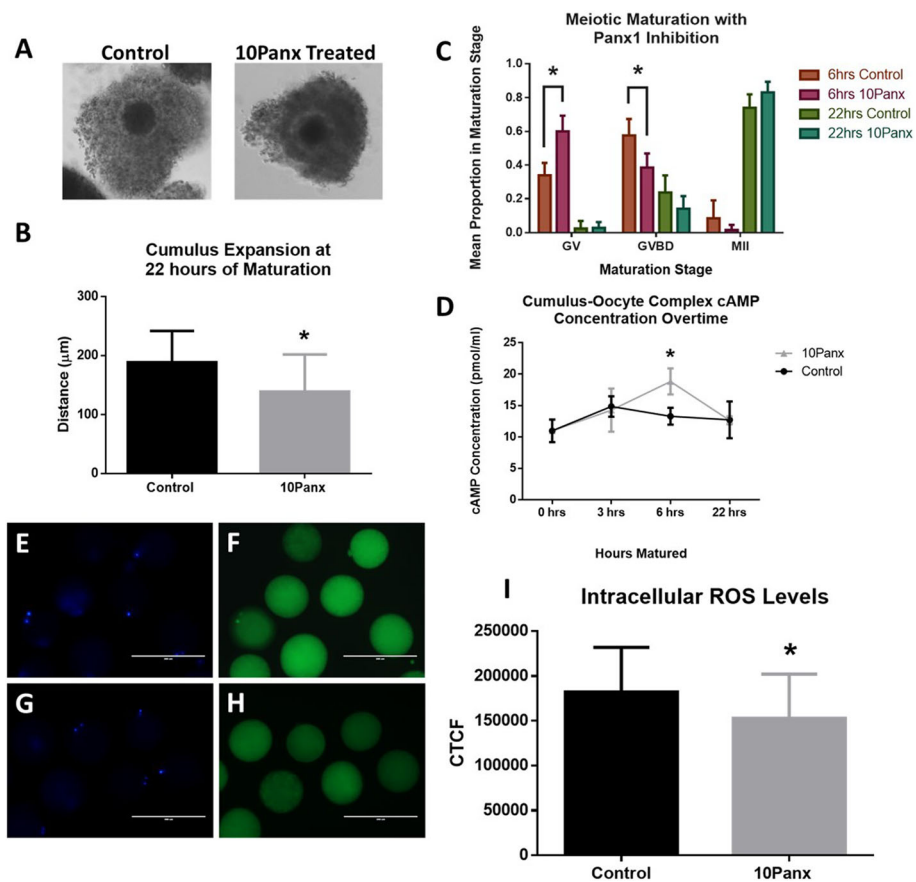 A
Control
10Panx Treated
B
Cumulus Expansion at
22 hours of Maturation
Distance (μm)
300
200
100
0
*
Control
10Panx
C
Meiotic Maturation with
Panx1 Inhibition
Mean Proportion in Maturation Stage
1.0
0.8
0.6
0.4
0.2
0.0
*
*
GV
GVBD
MII
Maturation Stage
6hrs Control
6hrs 10Panx
22hrs Control
22hrs 10Panx
D
Cumulus-Oocyte Complex cAMP
Concentration Overtime
cAMP Concentration (pmol/ml)
25
20
15
10
5
0
*
0 hrs
3 hrs
6 hrs
22 hrs
Hours Matured
10Panx
Control
E
F
G
H
I
Intracellular ROS Levels
CTCF
250000
200000
150000
100000
50000
0
*
Control
10Panx